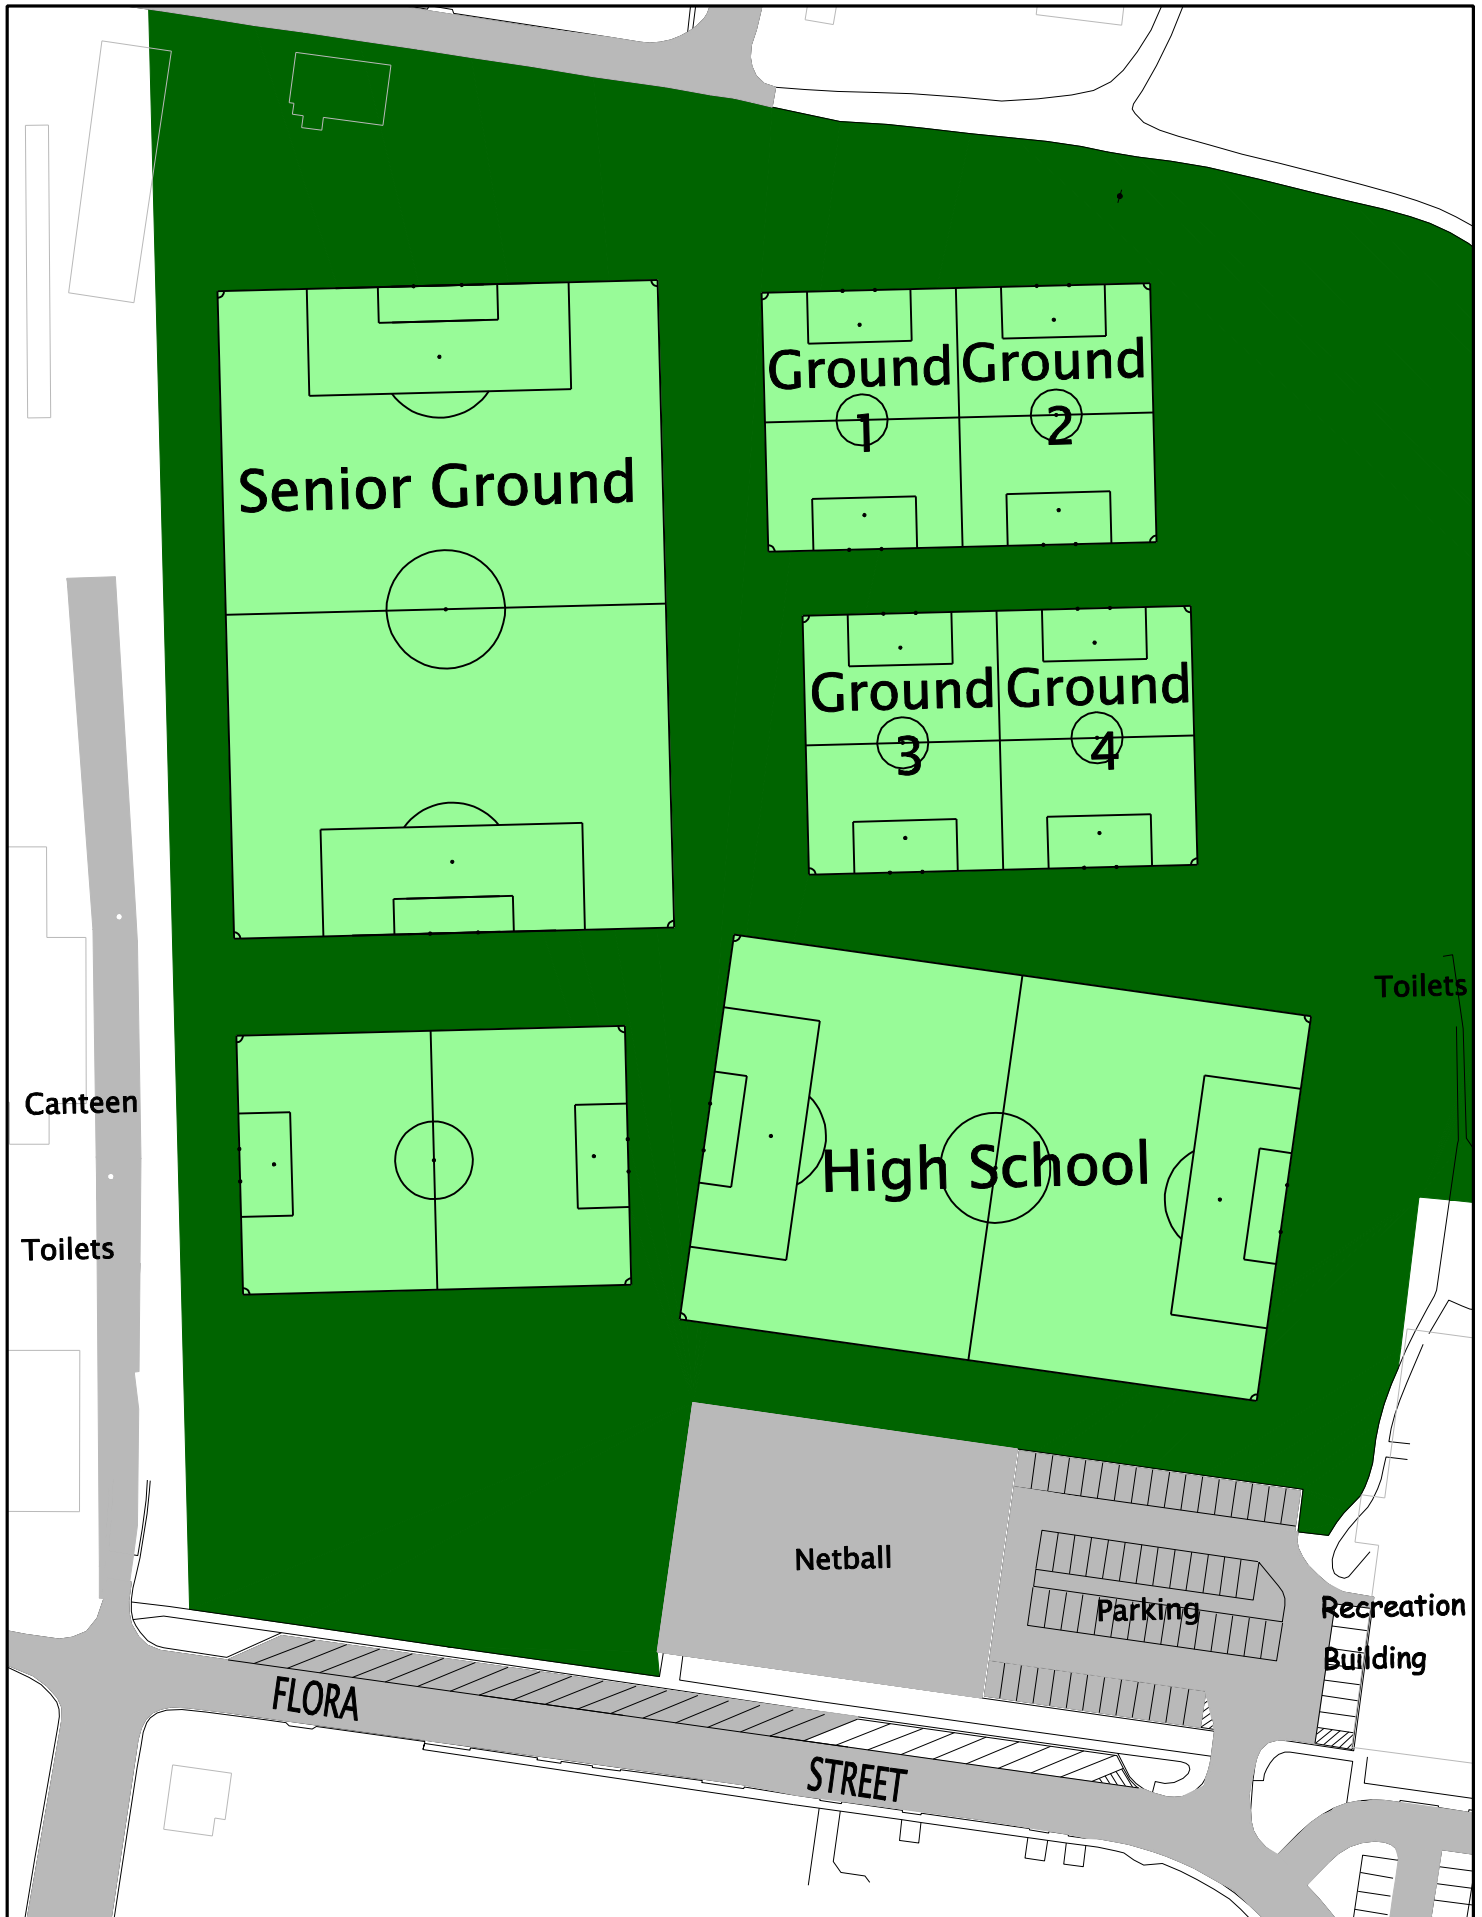 Ground
1
Ground
2
Senior Ground
Ground
3
Ground
4
Toilets
Canteen
High School
Toilets
Netball
Parking
Recreation
Building
FLORA
STREET